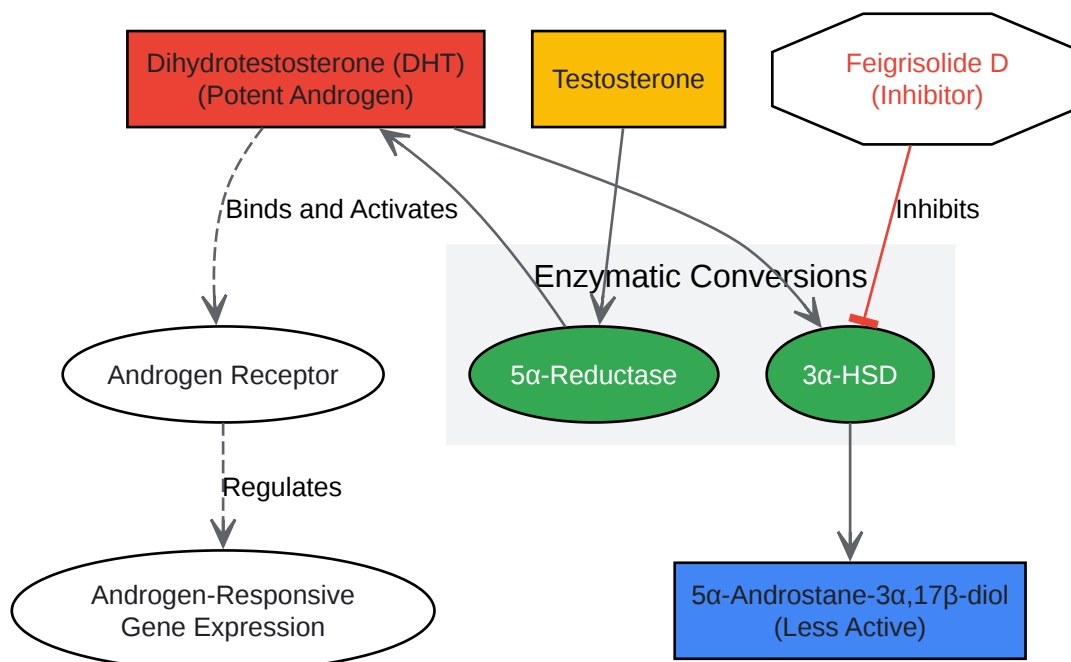 Dihydrotestosterone (DHT)
(Potent Androgen)
Testosterone
Feigrisolide D
(Inhibitor)
Binds and Activates
Inhibits
Enzymatic Conversions
Androgen Receptor
5α-Reductase
3α-HSD
Regulates
Androgen-Responsive
Gene Expression
5α-Androstane-3α,17β-diol
(Less Active)